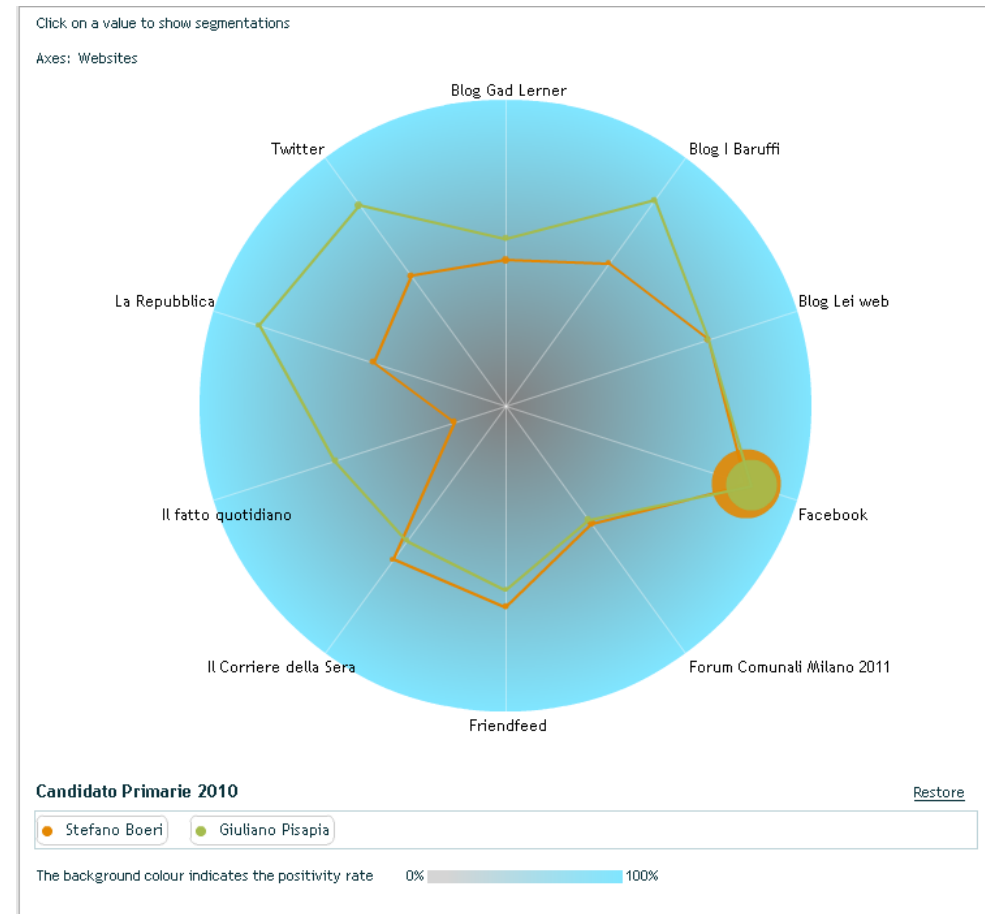 Click on a value to show segmentations
Axes: Websites
Blog Gad Lerner
Twitter
Blog I Baruffi
La Repubblica
Blog Lei web
Il fatto quotidiano
Facebook
Il Corriere della Sera
Forum Comunali Milano 2011
Friendfeed
Candidato Primarie 2010
Restore
Stefano Boeri
Giuliano Pisapia
The background colour indicates the positivity rate 0% 100%